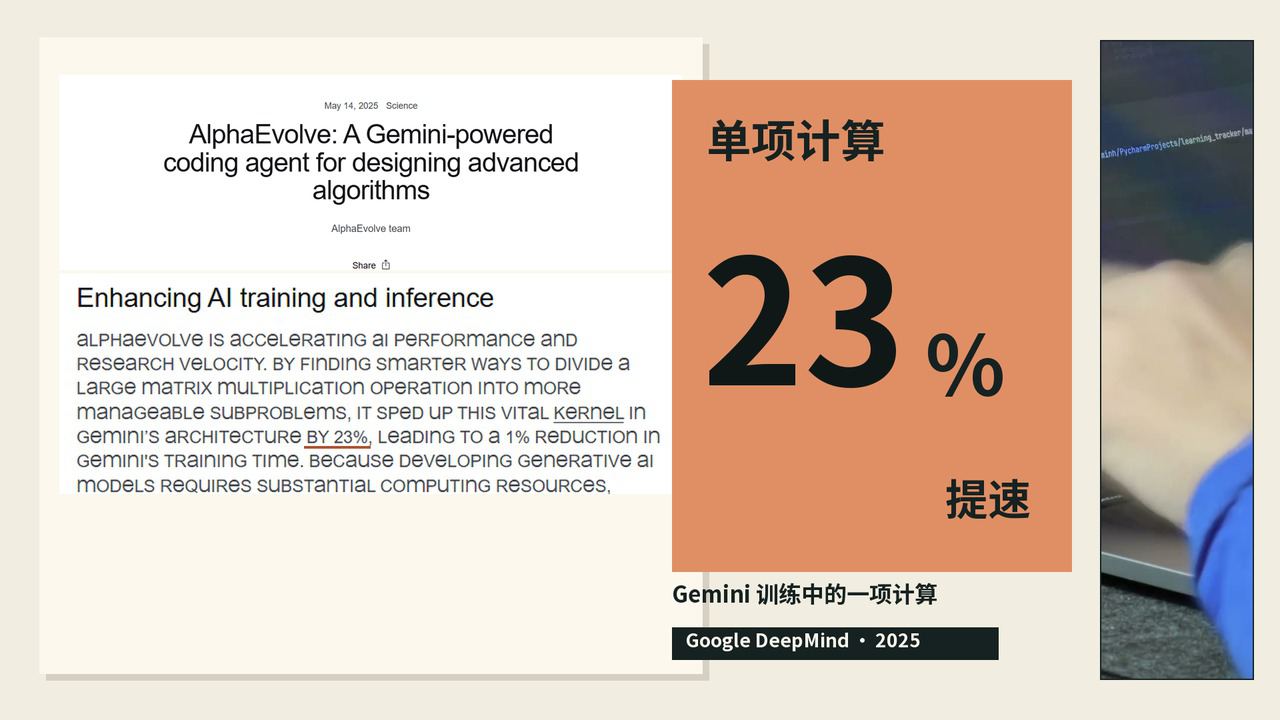 May 14, 2025 Science
AlphaEvolve: A Gemini-powered
coding agent for designing advanced
algorithms
AlphaEvolve team
Share
Enhancing AI training and inference
aLPHaeVOLVe IS aCCeLeRaTInG aI PeRFORmance anD
ReSeaRCH VeLOCITY. BY FInDInG SmaRTeR WaYS TO DIVIDe a
LaRGe maTRIX muLTIPLICaTIOn OPeRaTIOn InTO mORe
manaGeaBLe SuBPROBLemS, IT SPeD uP THIS VITaL KeRneL In
GemInI'S aRCHITeCTuRe BY 23%, LeaDInG TO a 1% ReDuCTIOn In
GemInI'S TRaInInG TIme. BeCauSe DeVeLOPInG GeneRaTIVe aI
mODeLS ReQuIReS SuBSTanTIaL COmPuTInG ReSOuRCeS,
单项计算
23 %
提速
Gemini 训练中的一项计算
Google DeepMind · 2025
minh/PycharmProjects/learning_tracker/ma